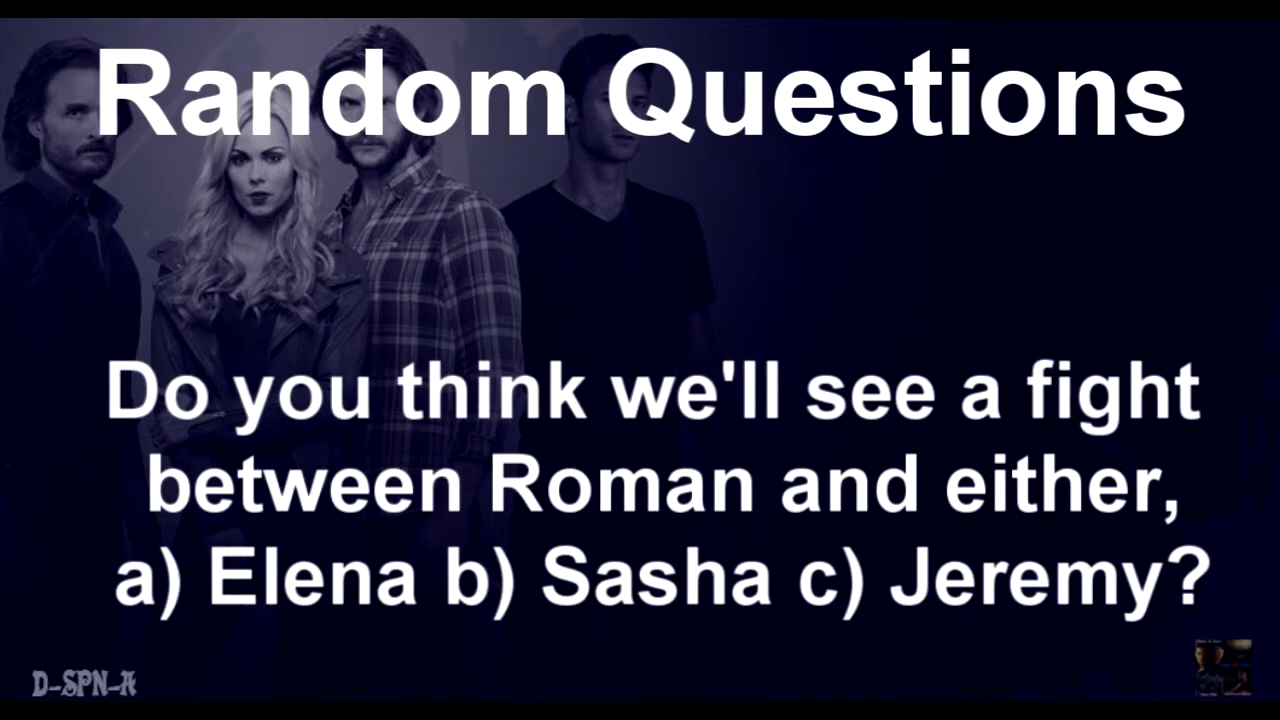 Random Questions
Do you think we'll see a fight
between Roman and either,
a) Elena b) Sasha c) Jeremy?
D-SPN-A